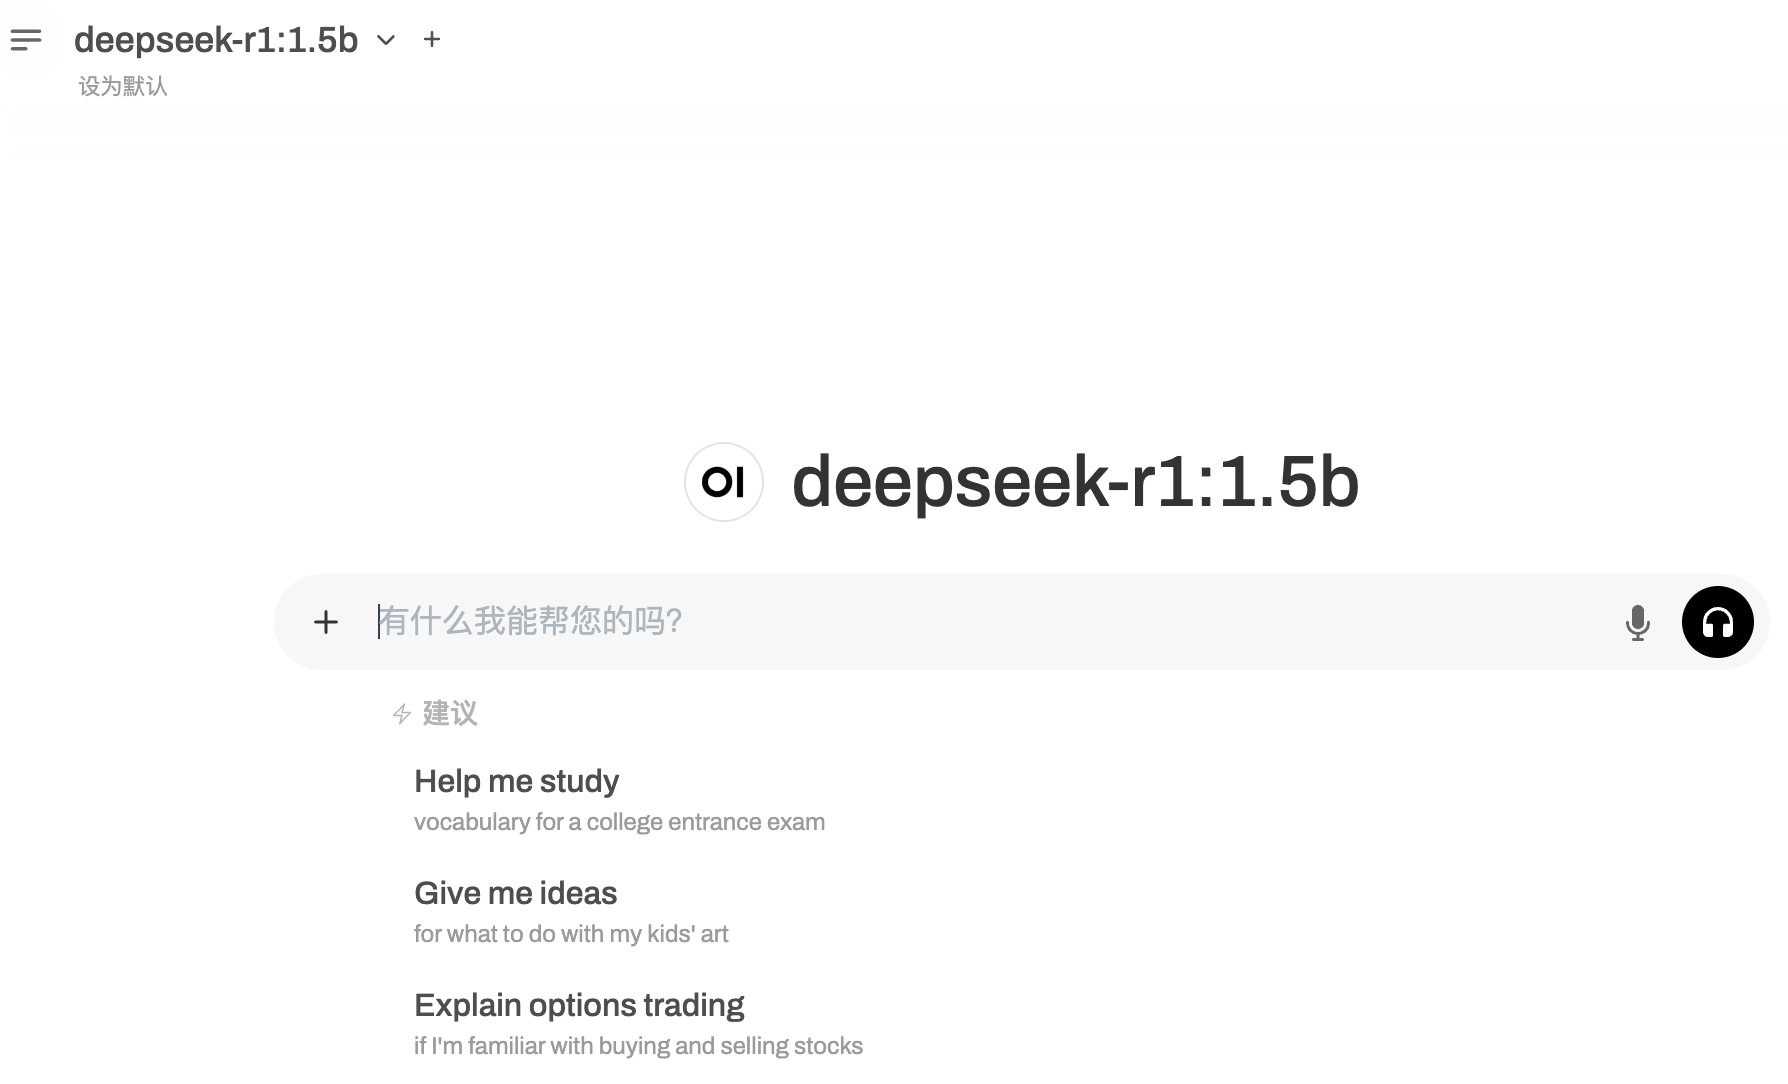 deepseek-r1:1.5b
设为默认
OI deepseek-r1:1.5b
有什么我能帮您的吗?
建议
Help me study
vocabulary for a college entrance exam
Give me ideas
for what to do with my kids' art
Explain options trading
if I'm familiar with buying and selling stocks